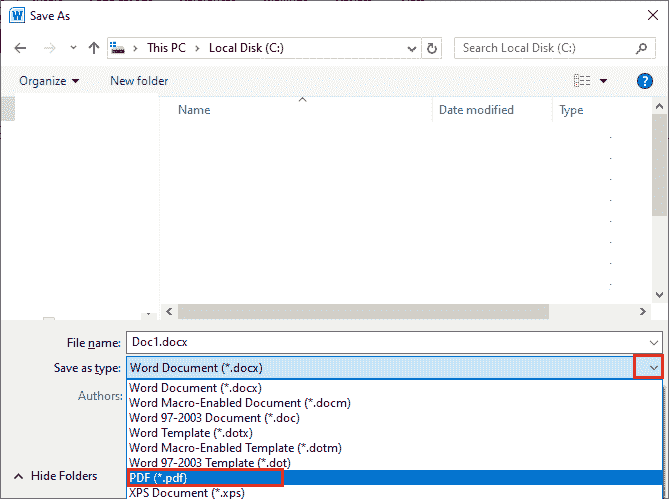 Save As
This PC > Local Disk (C:)
Search Local Disk (C:)
Organize
New folder
Name
Date modified
Type
File name:
Doc1.docx
Save as type:
Word Document (*.docx)
Authors:
Word Document (*.docx)
Word Macro-Enabled Document (*.docm)
Word 97-2003 Document (*.doc)
Word Template (*.dotx)
Word Macro-Enabled Template (*.dotm)
Word 97-2003 Template (*.dot)
Hide Folders
PDF (*.pdf)
XPS Document (*.xps)